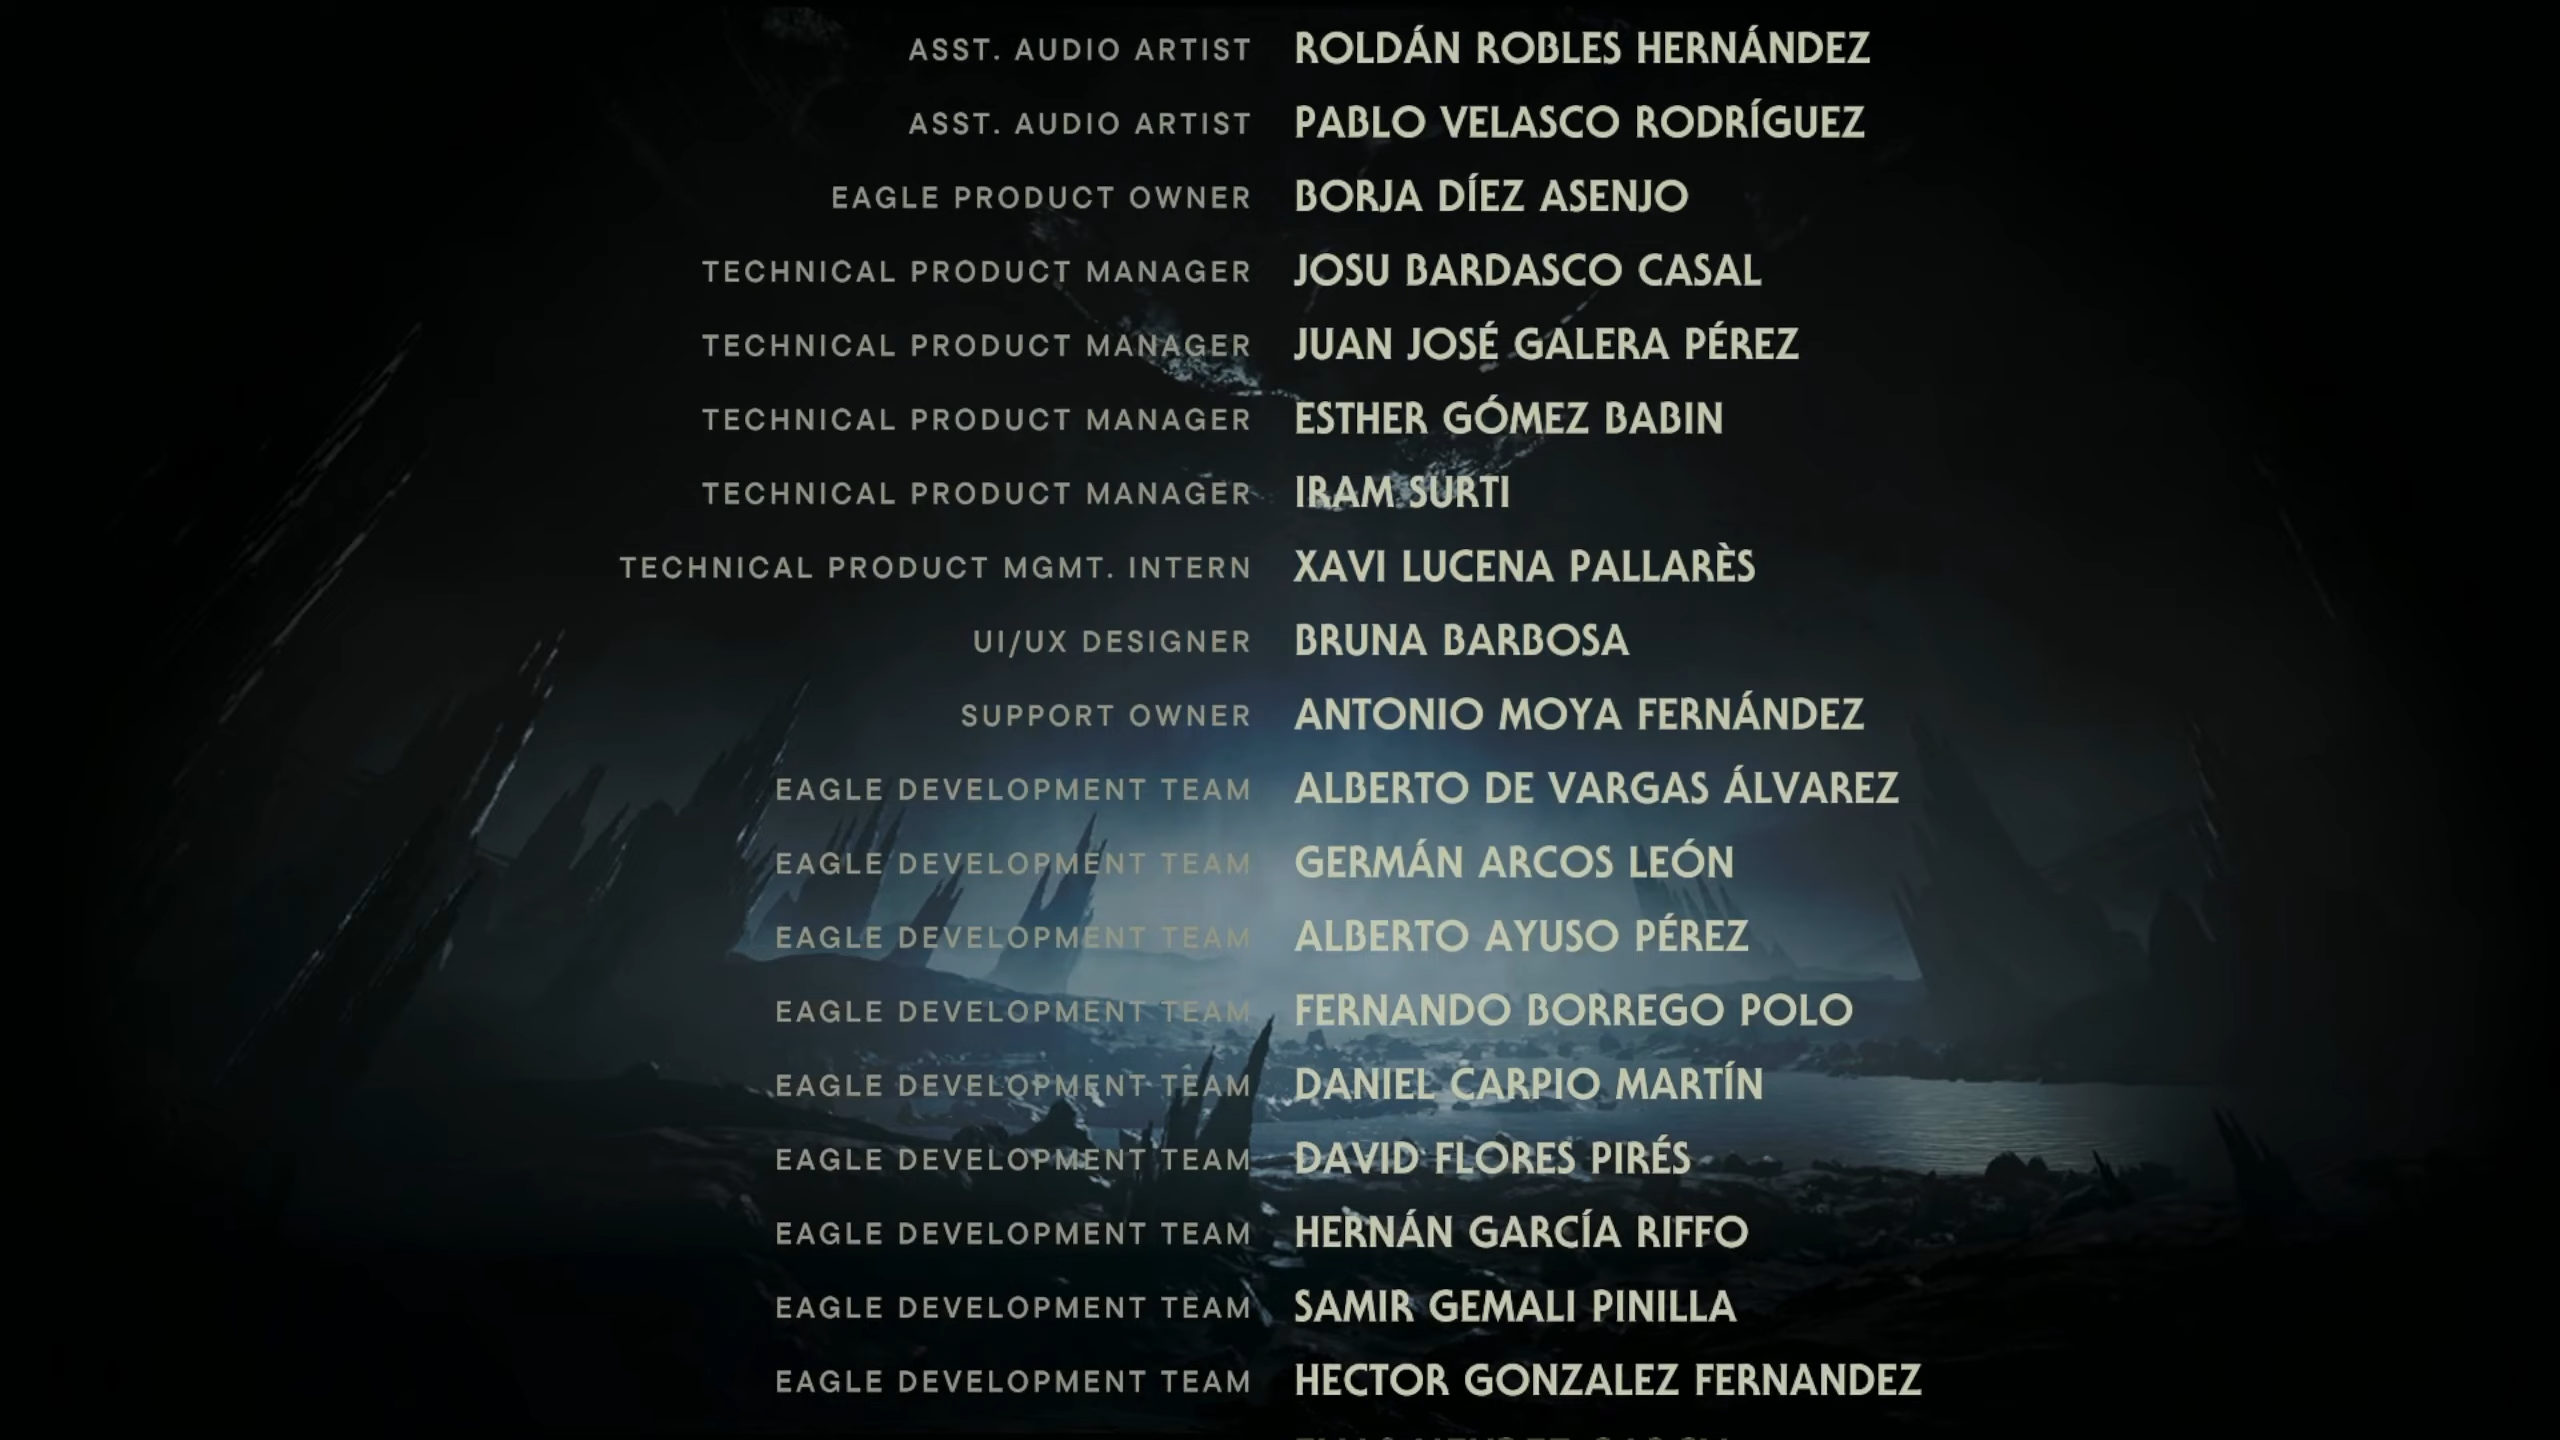 ASST. AUDIO ARTIST ROLDÁN ROBLES HERNÁNDEZ
ASST. AUDIO ARTIST PABLO VELASCO RODRÍGUEZ
EAGLE PRODUCT OWNER BORJA DÍEZ ASENJO
TECHNICAL PRODUCT MANAGER JOSU BARDASCO CASAL
TECHNICAL PRODUCT MANAGER JUAN JOSÉ GALERA PÉREZ
TECHNICAL PRODUCT MANAGER ESTHER GÓMEZ BABIN
TECHNICAL PRODUCT MANAGER IRAM SURTI
TECHNICAL PRODUCT MGMT. INTERN XAVI LUCENA PALLARÈS
UI/UX DESIGNER BRUNA BARBOSA
SUPPORT OWNER ANTONIO MOYA FERNÁNDEZ
EAGLE DEVELOPMENT TEAM ALBERTO DE VARGAS ÁLVAREZ
EAGLE DEVELOPMENT TEAM GERMÁN ARCOS LEÓN
EAGLE DEVELOPMENT TEAM ALBERTO AYUSO PÉREZ
EAGLE DEVELOPMENT TEAM FERNANDO BORREGO POLO
EAGLE DEVELOPMENT TEAM DANIEL CARPIO MARTÍN
EAGLE DEVELOPMENT TEAM DAVID FLORES PIRÉS
EAGLE DEVELOPMENT TEAM HERNÁN GARCÍA RIFFO
EAGLE DEVELOPMENT TEAM SAMIR GEMALI PINILLA
EAGLE DEVELOPMENT TEAM HECTOR GONZALEZ FERNANDEZ